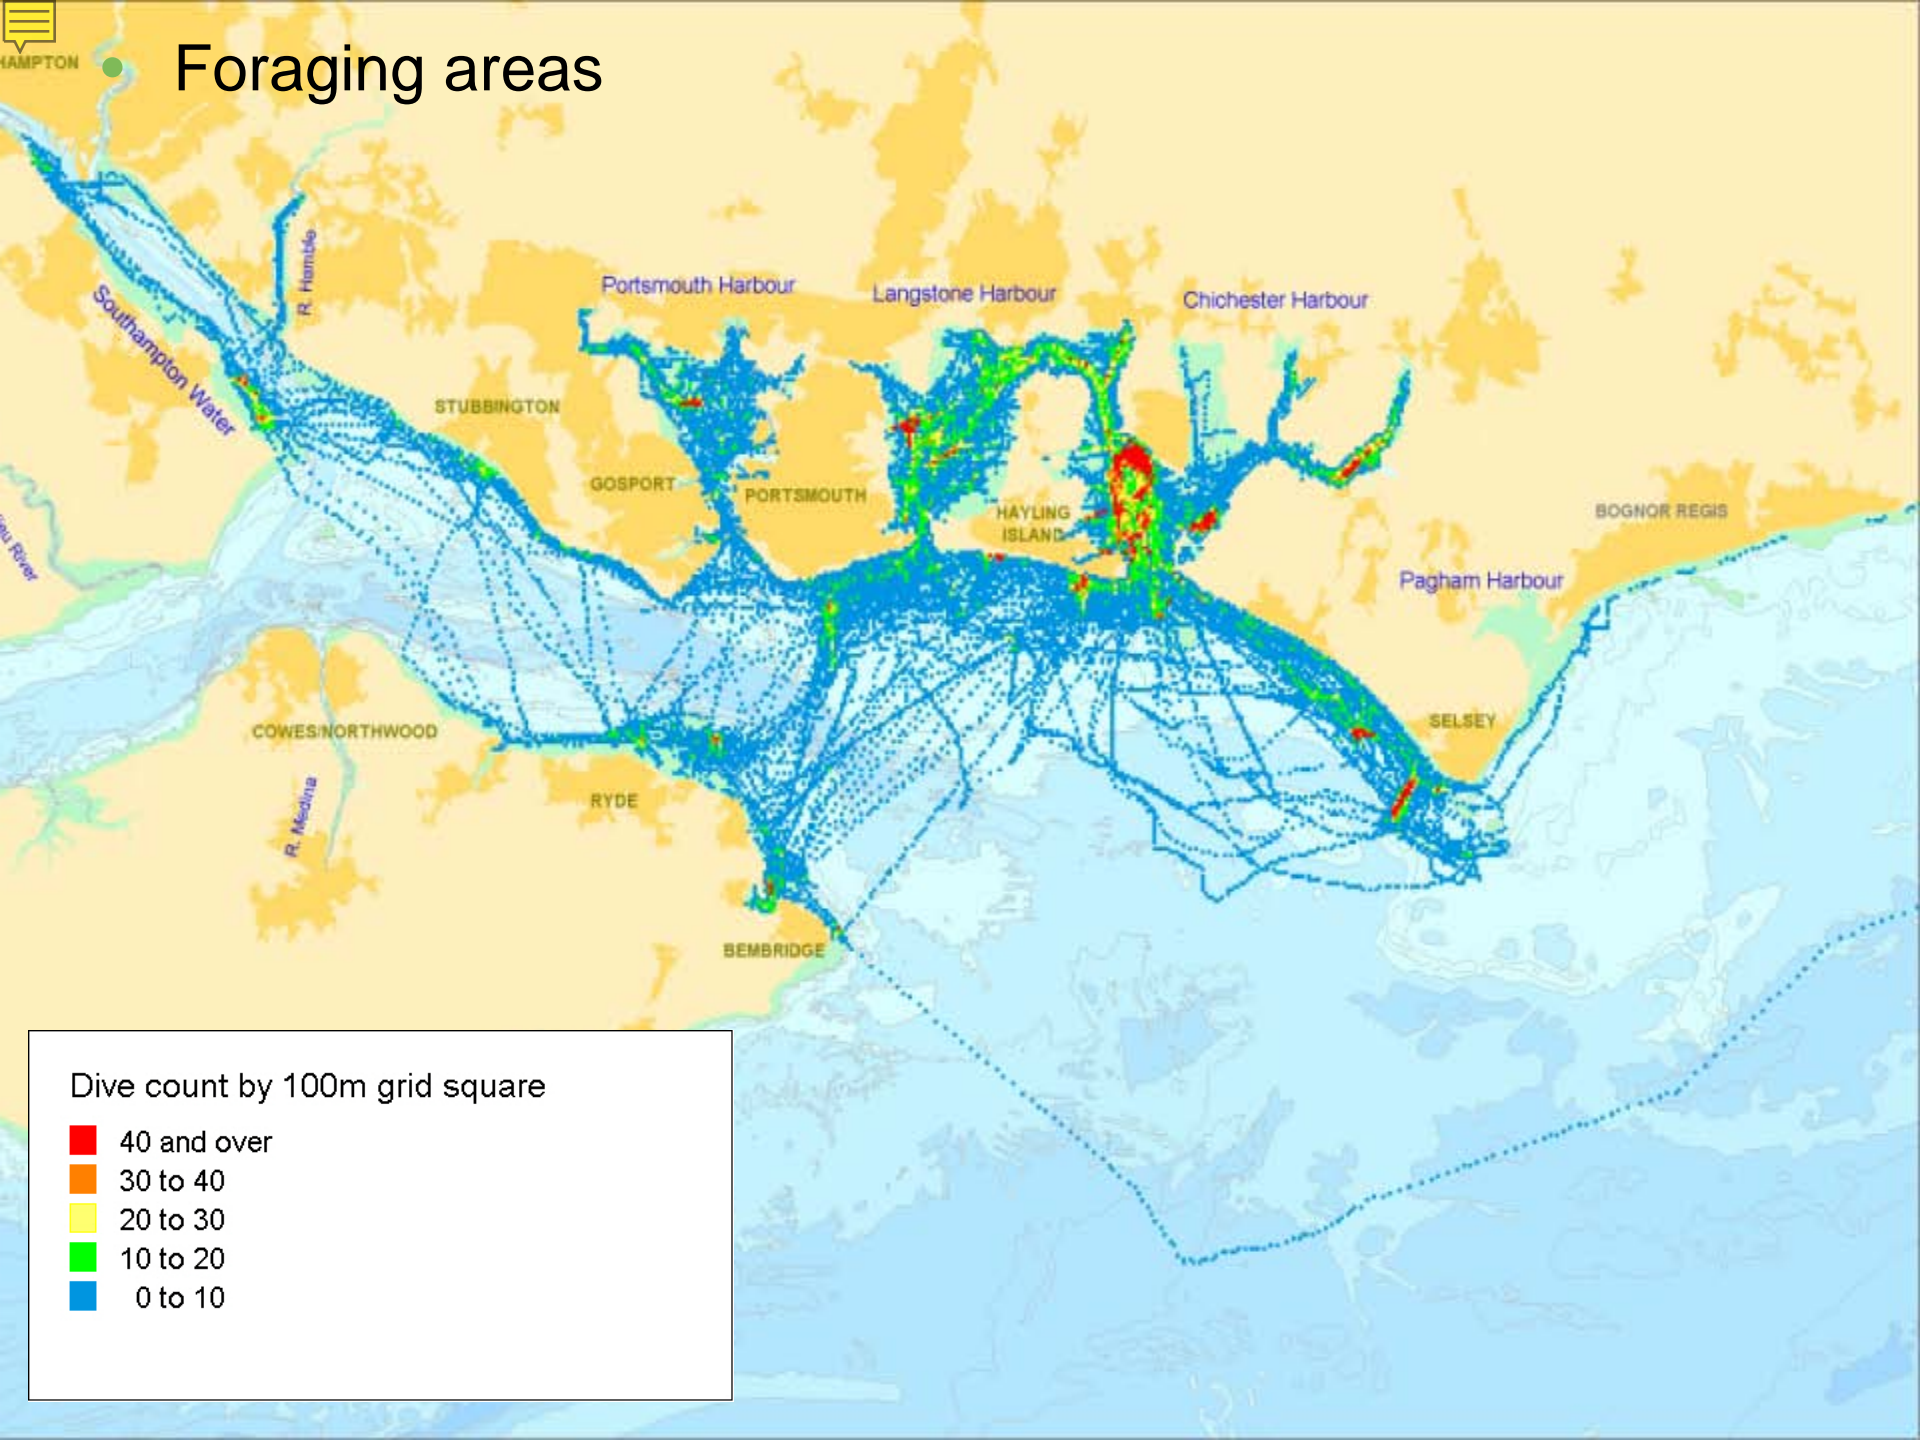 Foraging areas
HAMPTON
R. Hamble
Portsmouth Harbour
Langstone Harbour
Chichester Harbour
Southampton Water
STUBBINGTON
GOSPORT
PORTSMOUTH
HAYLING
ISLAND
BOGNOR REGIS
River
Pagham Harbour
COWES/NORTHWOOD
SELSEY
RYDE
R. Medina
BEMBRIDGE
Dive count by 100m grid square
40 and over
30 to 40
20 to 30
10 to 20
0 to 10